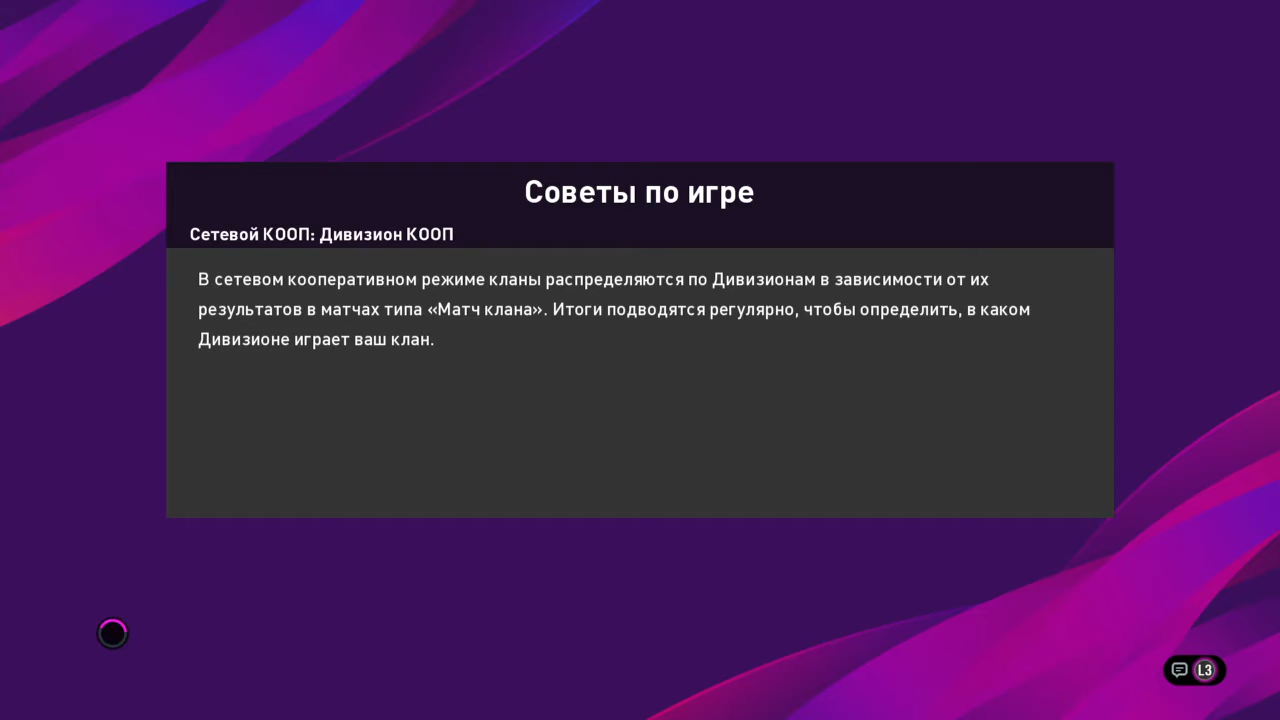 Советы по игре
Сетевой КООП: Дивизион КООП
В сетевом кооперативном режиме кланы распределяются по Дивизионам в зависимости от их
результатов в матчах типа «Матч клана». Итоги подводятся регулярно, чтобы определить, в каком
Дивизионе играет ваш клан.
L3